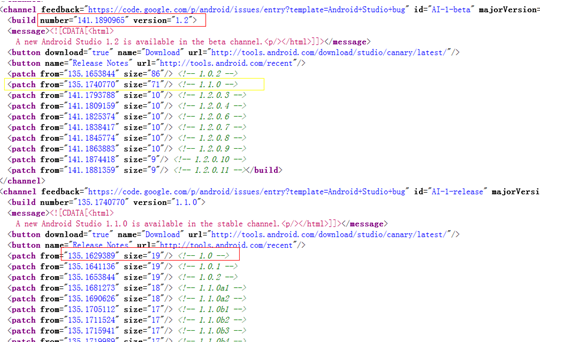 <channel feedback="https://code.google.com/p/android/issues/entry?template=Android+Studio+bug" id="AI-1-beta" majorVersion=
<build number="141.1890965" version="1.2">
<message><![CDATA[<html>
A new Android Studio 1.2 is available in the beta channel.<p/></html>]]></message>
<button download="true" name="Download" url="http://tools.android.com/download/studio/canary/latest/"/>
<button name="Release Notes" url="http://tools.android.com/recent"/>
<patch from="135.1653844" size="86"/> <!-- 1.0.2 -->
<patch from="135.1740770" size="71"/> <!-- 1.1.0 -->
<patch from="141.1793788" size="10"/> <!-- 1.2.0.3 -->
<patch from="141.1809159" size="10"/> <!-- 1.2.0.4 -->
<patch from="141.1825374" size="10"/> <!-- 1.2.0.6 -->
<patch from="141.1838417" size="10"/> <!-- 1.2.0.7 -->
<patch from="141.1845774" size="10"/> <!-- 1.2.0.8 -->
<patch from="141.1863883" size="10"/> <!-- 1.2.0.9 -->
<patch from="141.1874418" size="9"/> <!-- 1.2.0.10 -->
<patch from="141.1881359" size="9"/> <!-- 1.2.0.11 --></build>
</channel>
<channel feedback="https://code.google.com/p/android/issues/entry?template=Android+Studio+bug" id="AI-1-release" majorVersi
<build number="135.1740770" version="1.1.0">
<message><![CDATA[<html>
A new Android Studio 1.1.0 is available in the stable channel.<p/></html>]]></message>
<button download="true" name="Download" url="http://tools.android.com/download/studio/canary/latest/"/>
<button name="Release Notes" url="http://tools.android.com/recent"/>
<patch from="135.1629389" size="19"/> <!-- 1.0 -->
<patch from="135.1641136" size="19"/> <!-- 1.0.1 -->
<patch from="135.1653844" size="19"/> <!-- 1.0.2 -->
<patch from="135.1681273" size="18"/> <!-- 1.1.0a1 -->
<patch from="135.1690626" size="18"/> <!-- 1.1.0a2 -->
<patch from="135.1705112" size="17"/> <!-- 1.1.0b1 -->
<patch from="135.1711524" size="17"/> <!-- 1.1.0b2 -->
<patch from="135.1715941" size="17"/> <!-- 1.1.0b3 -->
<patch from="135.1719989" size="17"/> <!-- 1.1.0b4 -->